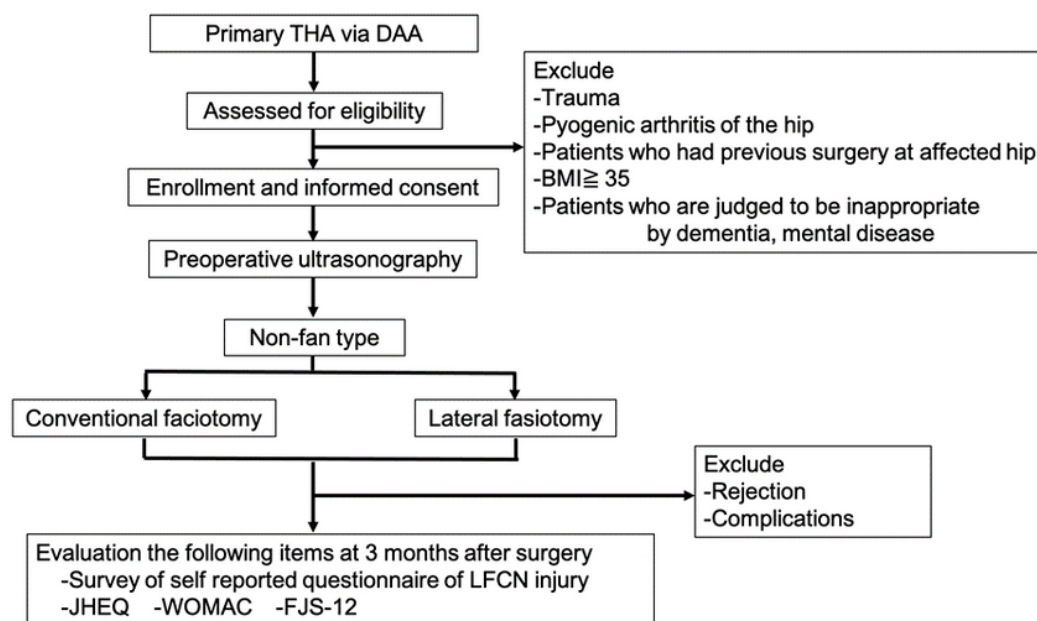 Primary THA via DAA
Assessed for eligibility
Exclude
-Trauma
-Pyogenic arthritis of the hip
-Patients who had previous surgery at affected hip
-BMI≧ 35
-Patients who are judged to be inappropriate
by dementia, mental disease
Enrollment and informed consent
Preoperative ultrasonography
Non-fan type
Conventional faciotomy
Lateral fasiotomy
Exclude
-Rejection
-Complications
Evaluation the following items at 3 months after surgery
-Survey of self reported questionnaire of LFCN injury
-JHEQ -WOMAC -FJS-12